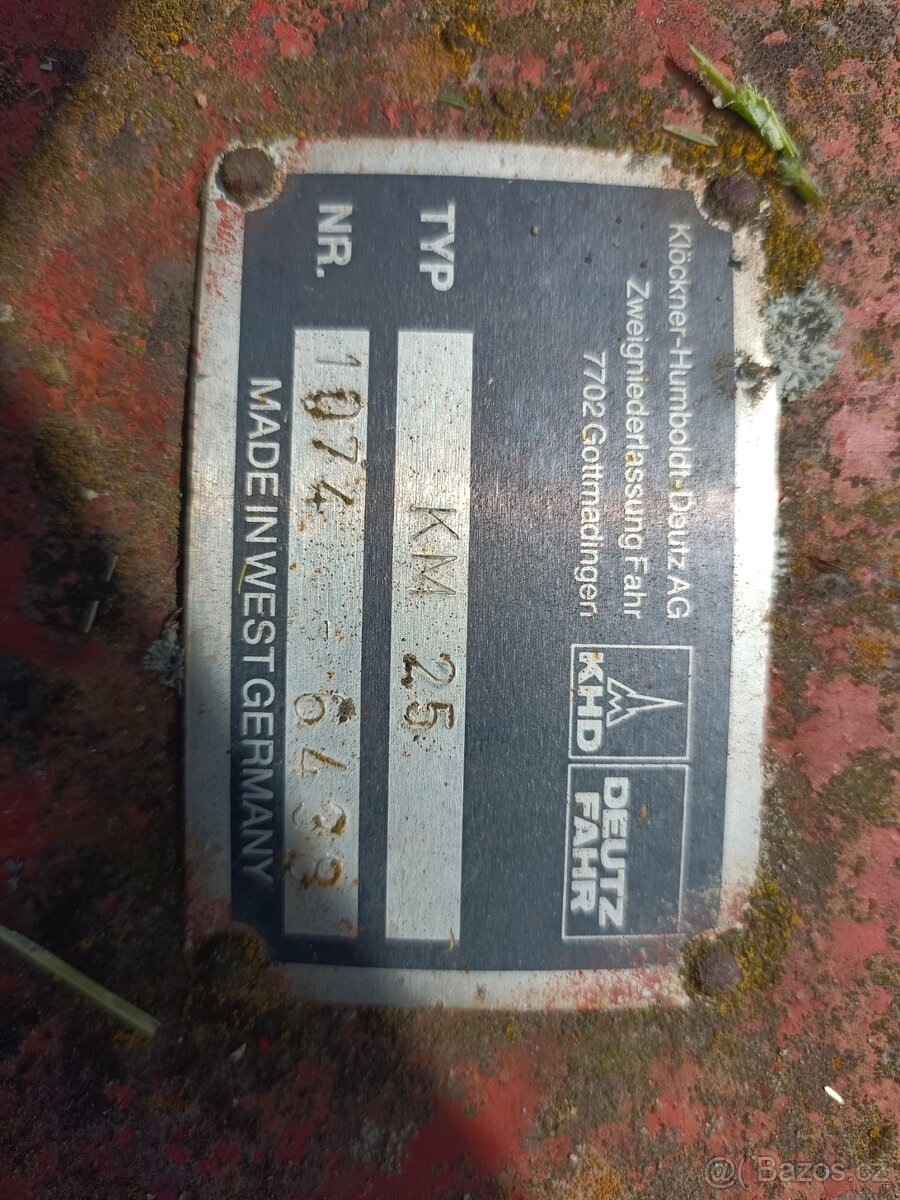 Klöckner-Humboldt-Deutz AG
Zweigniederlassung Fahr
7702 Gottmadingen
KHD
DEUTZ
FAHR
TYP KM 25
NR. 1074 - 6433
MADE IN WEST GERMANY
@ Bazos.cz